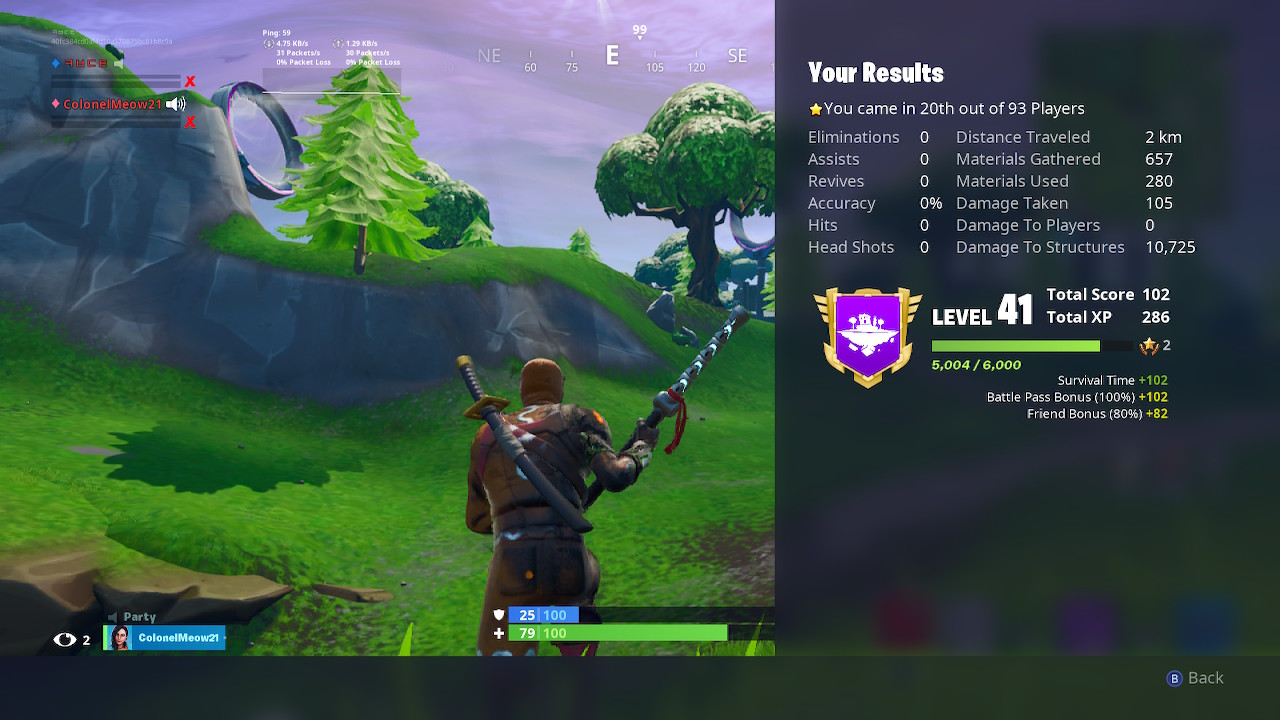 Ping: 59
4.75 KB/s 1.29 KB/s
31 Packets/s 30 Packets/s
0% Packet Loss 0% Packet Loss
99
NE 60 75 E 105 120 SE
ColonelMeow21
Party
2 ColonelMeow21
25 100
79 100
Your Results
You came in 20th out of 93 Players
Eliminations 0 Distance Traveled 2 km
Assists 0 Materials Gathered 657
Revives 0 Materials Used 280
Accuracy 0% Damage Taken 105
Hits 0 Damage To Players 0
Head Shots 0 Damage To Structures 10,725
LEVEL 41
Total Score 102
Total XP 286
2
5,004 / 6,000
Survival Time +102
Battle Pass Bonus (100%) +102
Friend Bonus (80%) +82
B Back